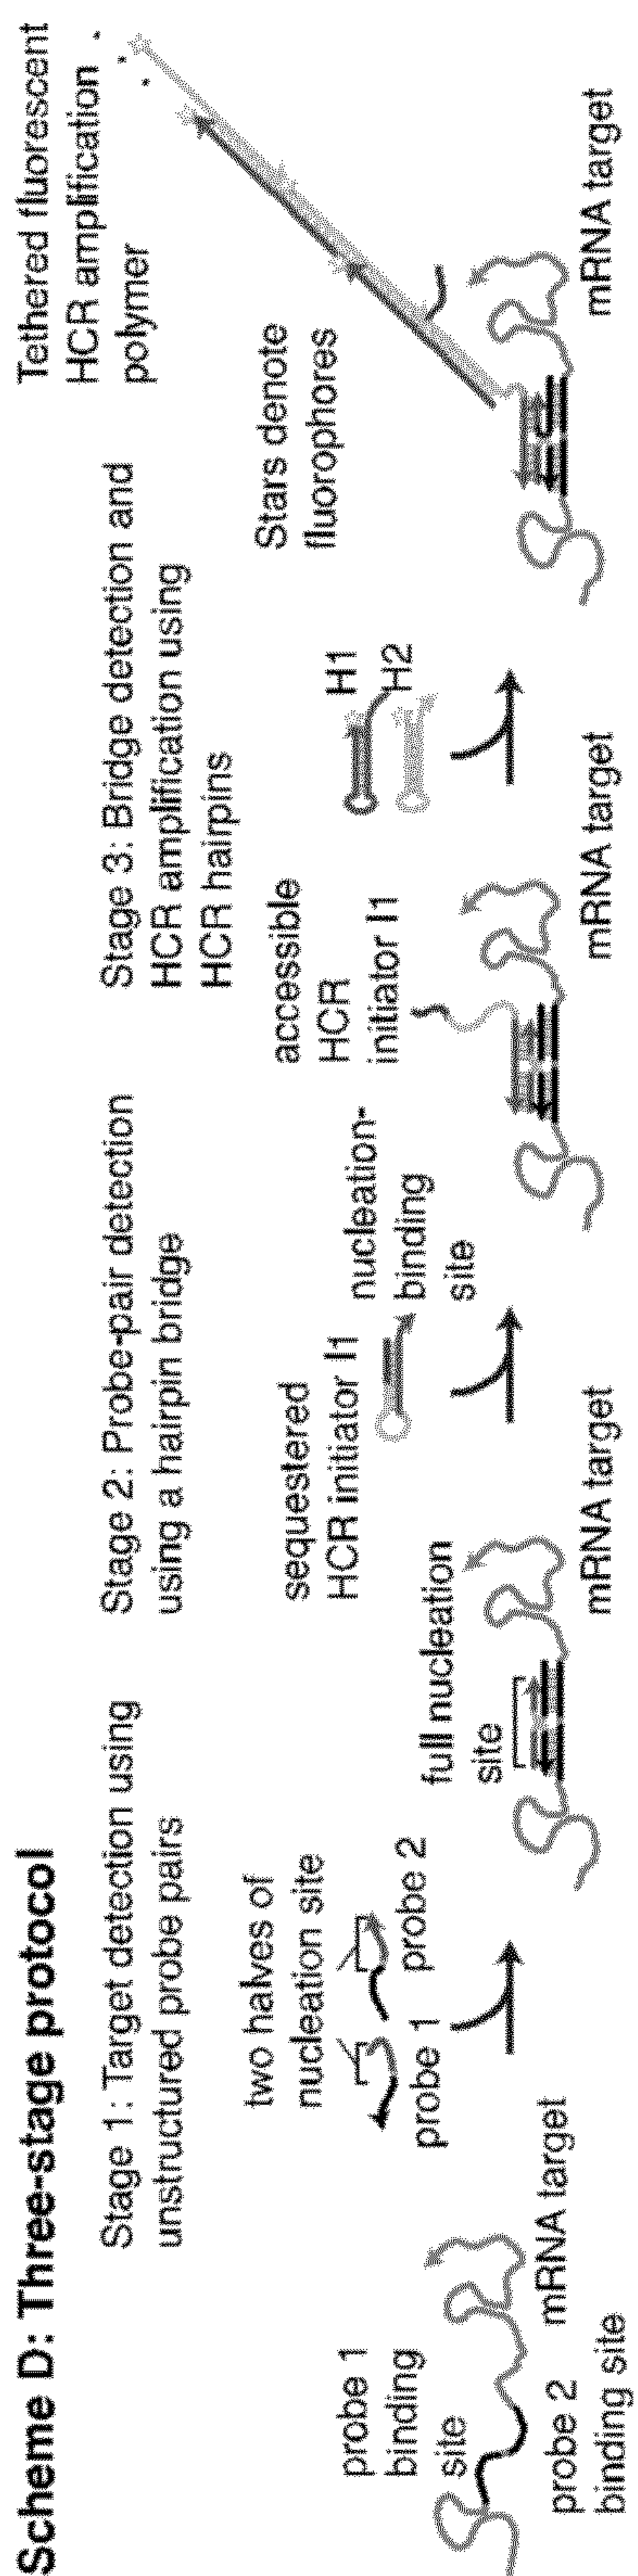 Scheme D: Three-stage protocol
Stage 1: Target detection using
unstructured probe pairs
two halves of
nucleation site
probe 1
probe 2
probe 1
binding
site
probe 2
binding site
mRNA target
full nucleation
site
mRNA target
Stage 2: Probe-pair detection
using a hairpin bridge
sequestered
HCR initiator I1
nucleation-
binding
site
accessible
HCR
initiator I1
mRNA target
Stage 3: Bridge detection and
HCR amplification using
HCR hairpins
H1
H2
Stars denote
fluorophores
Tethered fluorescent
HCR amplification
polymer
mRNA target